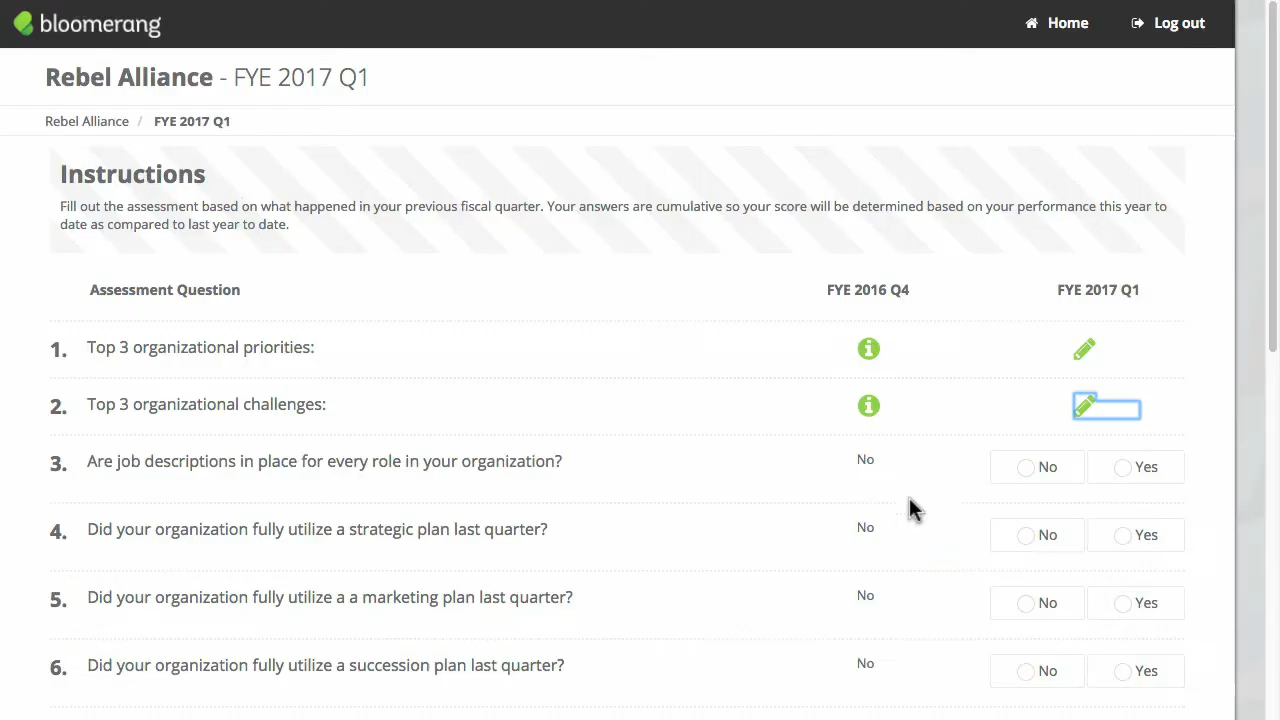 bloomerang
Home
Log out
Rebel Alliance - FYE 2017 Q1
Rebel Alliance / FYE 2017 Q1
Instructions
Fill out the assessment based on what happened in your previous fiscal quarter. Your answers are cumulative so your score will be determined based on your performance this year to
date as compared to last year to date.
Assessment Question FYE 2016 Q4 FYE 2017 Q1
1. Top 3 organizational priorities:
2. Top 3 organizational challenges:
3. Are job descriptions in place for every role in your organization? No No Yes
4. Did your organization fully utilize a strategic plan last quarter? No No Yes
5. Did your organization fully utilize a a marketing plan last quarter? No No Yes
6. Did your organization fully utilize a succession plan last quarter? No No Yes